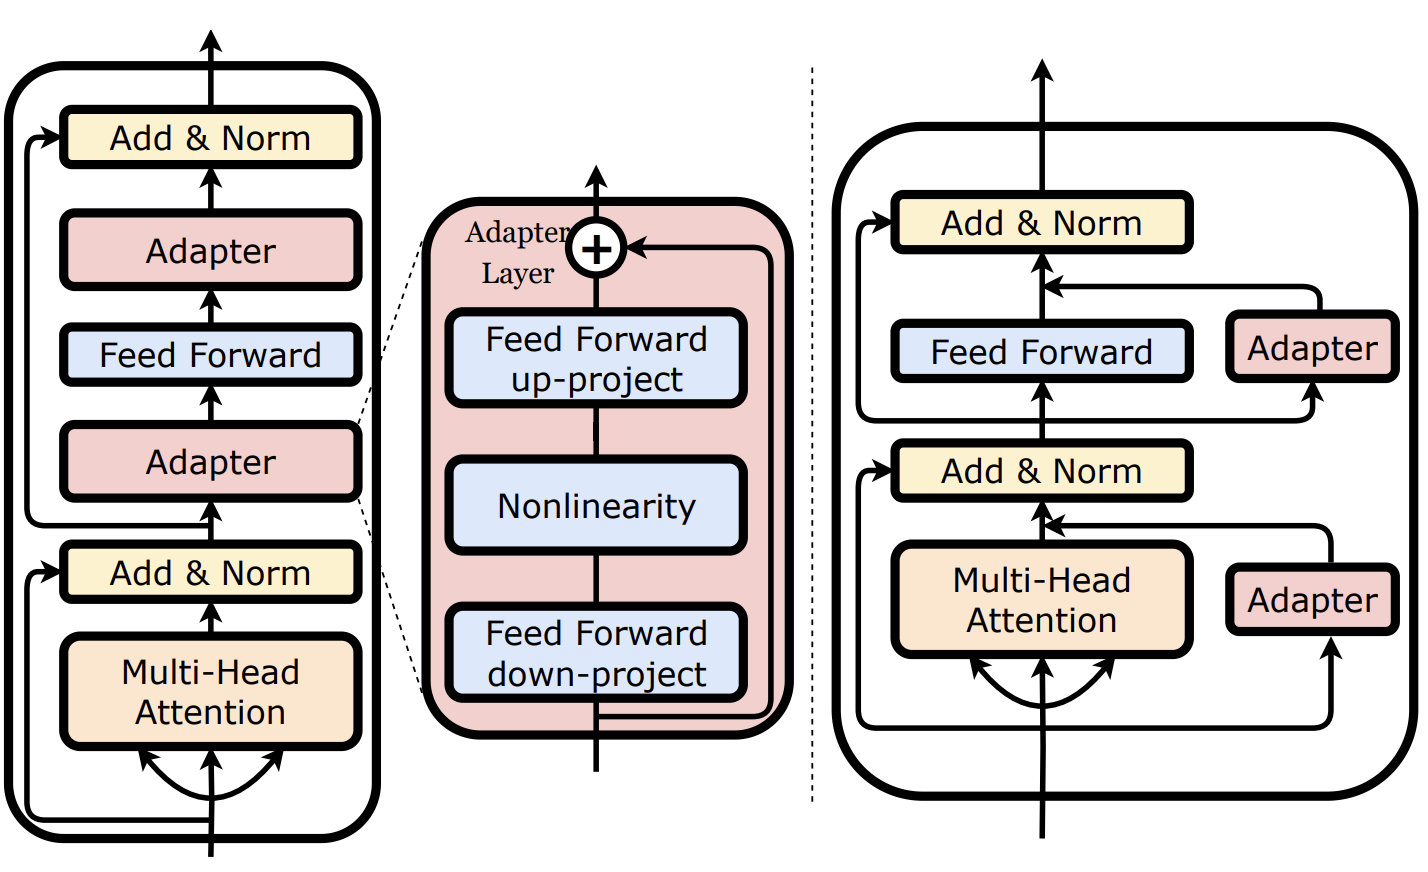 Add & Norm
Adapter
Feed Forward
Adapter
Add & Norm
Multi-Head
Attention
Adapter
Layer
Feed Forward
up-project
Nonlinearity
Feed Forward
down-project
Add & Norm
Feed Forward
Adapter
Add & Norm
Multi-Head
Attention
Adapter